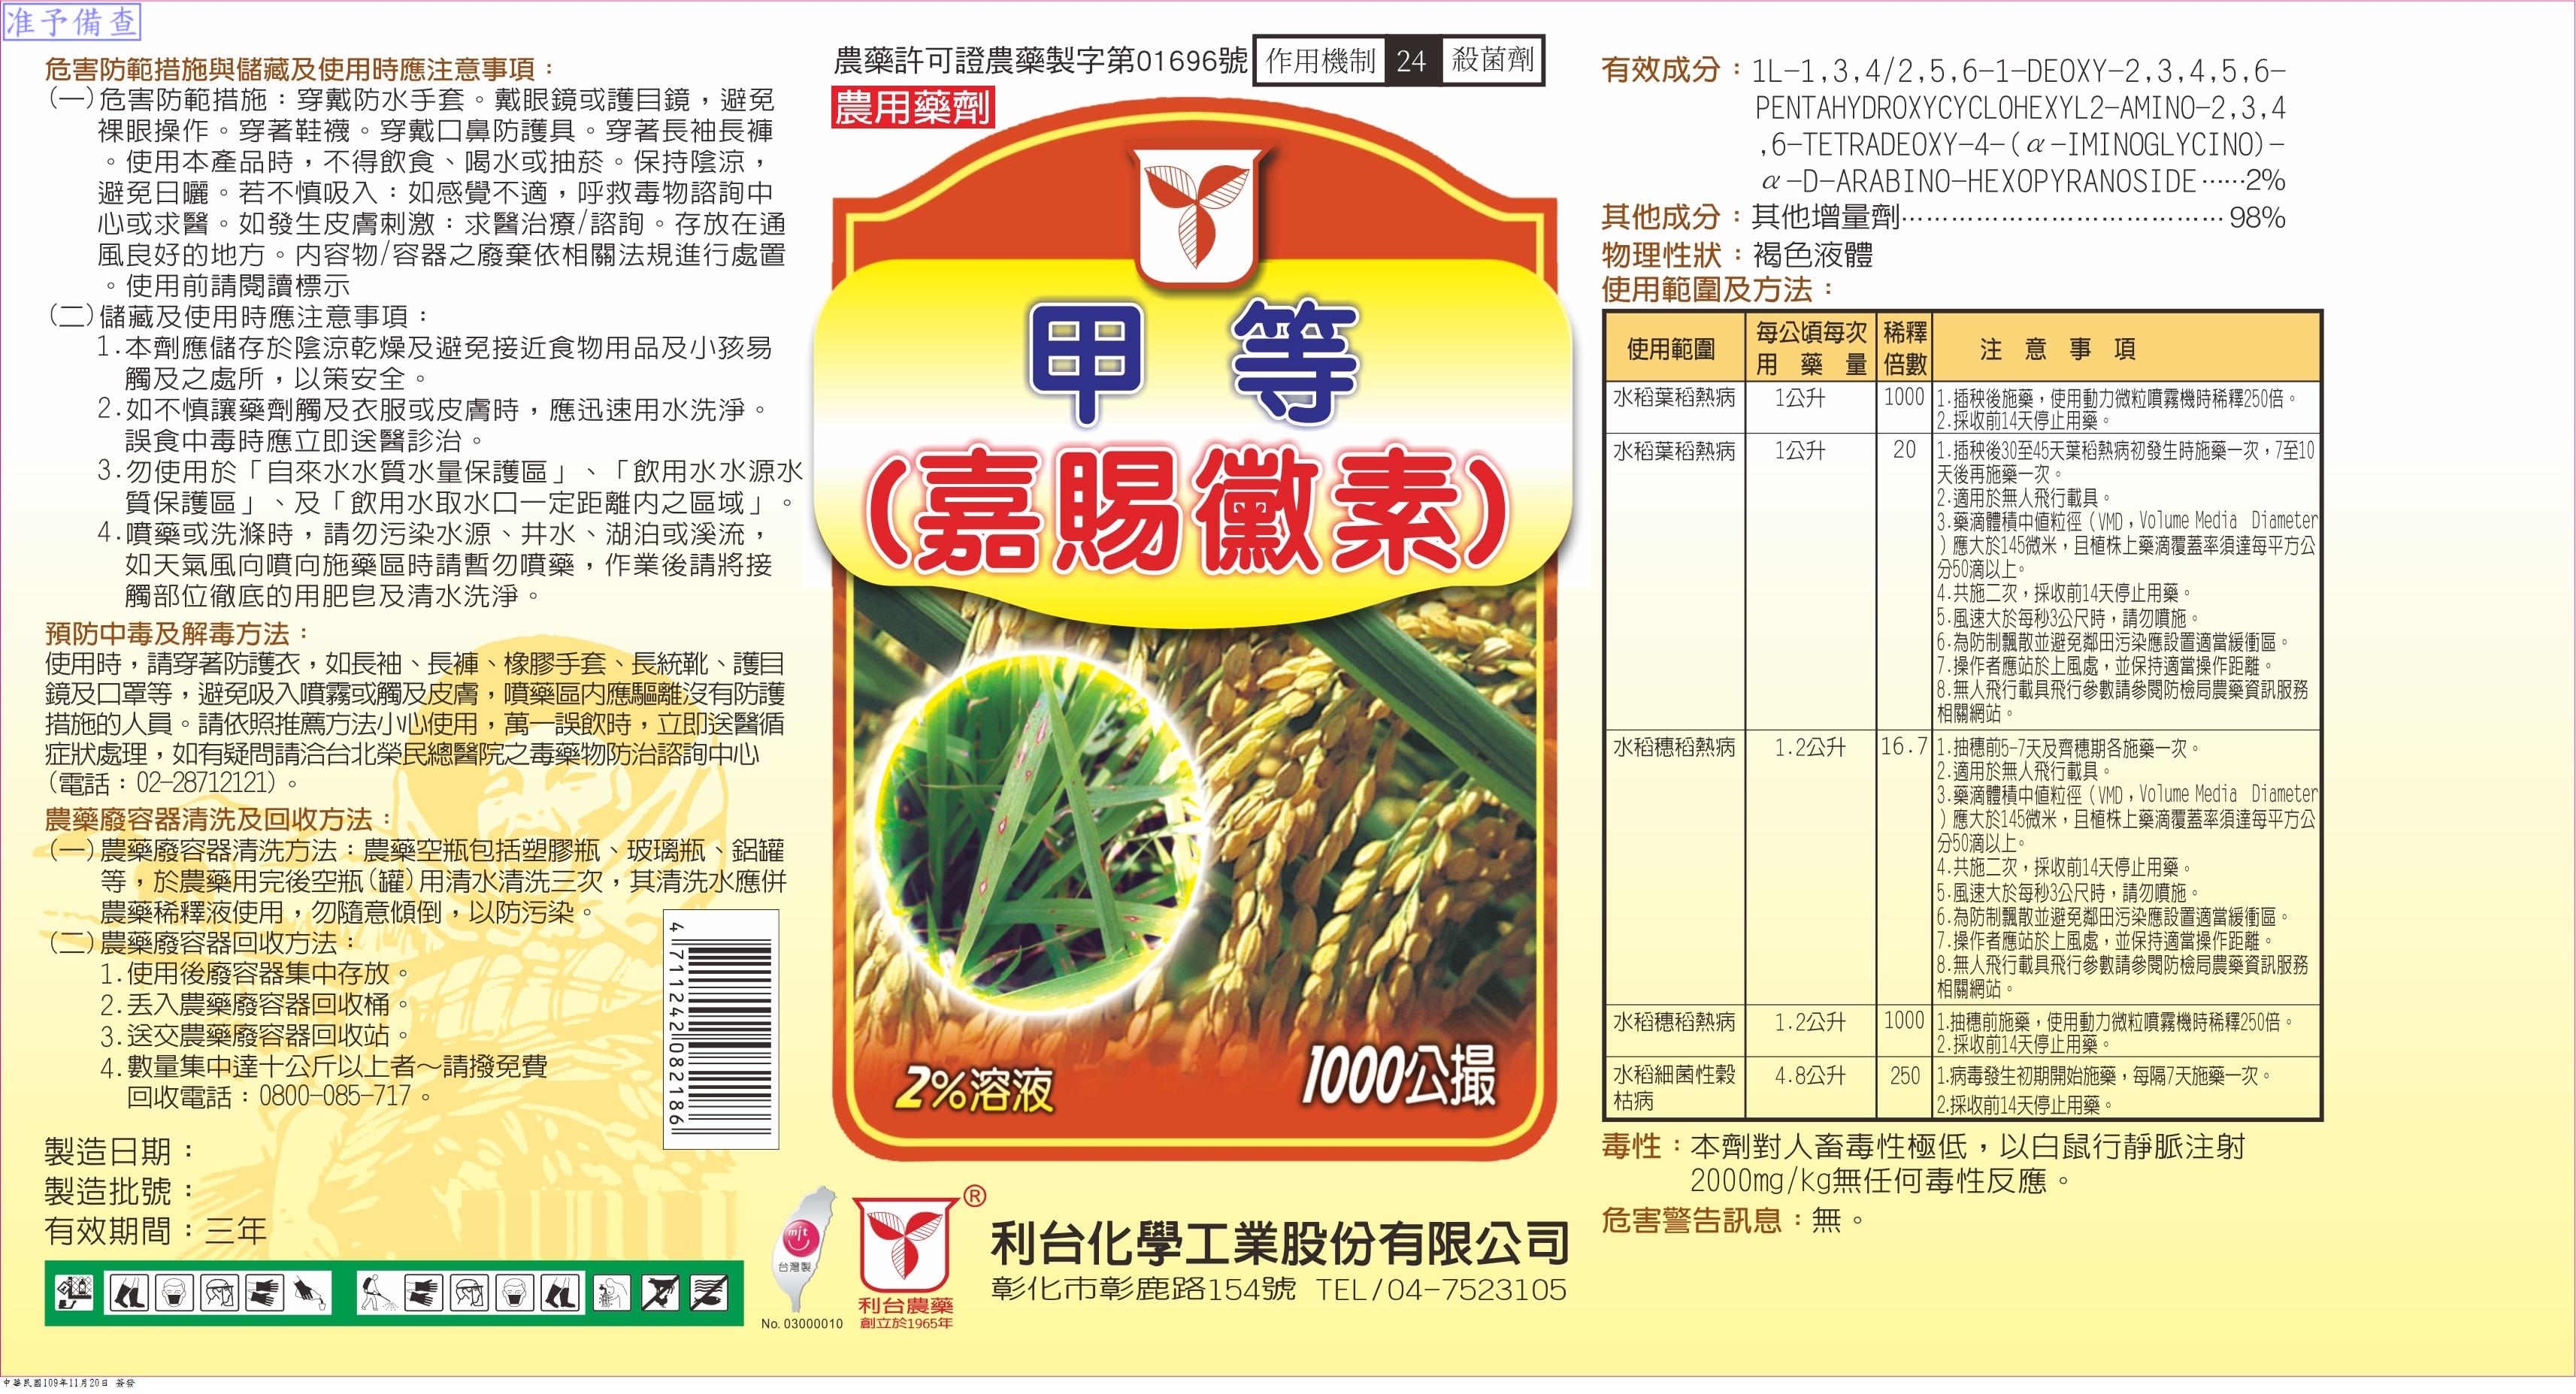 准予備查
危害防範措施與儲藏及使用時應注意事項：
(一)危害防範措施：穿戴防水手套。戴眼鏡或護目鏡，避免
裸眼操作。穿著鞋襪。穿戴口鼻防護具。穿著長袖長褲
。使用本產品時，不得飲食、喝水或抽菸。保持陰涼，
避免日曬。若不慎吸入：如感覺不適，呼救毒物諮詢中
心或求醫。如發生皮膚刺激：求醫治療/諮詢。存放在通
風良好的地方。內容物/容器之廢棄依相關法規進行處置
。使用前請閱讀標示
(二)儲藏及使用時應注意事項：
1.本劑應儲存於陰涼乾燥及避免接近食物用品及小孩易
觸及之處所，以策安全。
2.如不慎讓藥劑觸及衣服或皮膚時，應迅速用水洗淨。
誤食中毒時應立即送醫診治。
3.勿使用於「自來水水質水量保護區」、「飲用水水源水
質保護區」、及「飲用水取水口一定距離內之區域」。
4.噴藥或洗滌時，請勿污染水源、井水、湖泊或溪流，
如天氣風向噴向施藥區時請暫勿噴藥，作業後請將接
觸部位徹底的用肥皂及清水洗淨。
預防中毒及解毒方法：
使用時，請穿著防護衣，如長袖、長褲、橡膠手套、長統靴、護目
鏡及口罩等，避免吸入噴霧或觸及皮膚，噴藥區內應驅離沒有防護
措施的人員。請依照推薦方法小心使用，萬一誤飲時，立即送醫循
症狀處理，如有疑問請洽台北榮民總醫院之毒藥物防治諮詢中心
(電話：02-28712121)。
農藥廢容器清洗及回收方法：
(一)農藥廢容器清洗方法：農藥空瓶包括塑膠瓶、玻璃瓶、鋁罐
等，於農藥用完後空瓶(罐)用清水清洗三次，其清洗水應併
農藥稀釋液使用，勿隨意傾倒，以防污染。
(二)農藥廢容器回收方法：
1.使用後廢容器集中存放。
2.丟入農藥廢容器回收桶。
3.送交農藥廢容器回收站。
4.數量集中達十公斤以上者～請撥免費
回收電話：0800-085-717。
4 711242 082186
製造日期：
製造批號：
有效期間：三年
農藥許可證農藥製字第01696號 作用機制 24 殺菌劑
農用藥劑
甲 等
(嘉賜黴素)
2%溶液
1000公撮
mit
台灣製
No. 03000010
®
利台農藥
創立於1965年
利台化學工業股份有限公司
彰化市彰鹿路154號 TEL/04-7523105
有效成分：1L-1,3,4/2,5,6-1-DEOXY-2,3,4,5,6-
PENTAHYDROXYCYCLOHEXYL2-AMINO-2,3,4
,6-TETRADEOXY-4-(α-IMINOGLYCINO)-
α-D-ARABINO-HEXOPYRANOSIDE……2%
其他成分：其他增量劑…………………………………98%
物理性狀：褐色液體
使用範圍及方法：
使用範圍 每公頃每次用藥量 稀釋倍數 注意事項
水稻葉稻熱病 1公升 1000 1.插秧後施藥，使用動力微粒噴霧機時稀釋250倍。
2.採收前14天停止用藥。
水稻葉稻熱病 1公升 20 1.插秧後30至45天葉稻熱病初發生時施藥一次，7至10
天後再施藥一次。
2.適用於無人飛行載具。
3.藥滴體積中值粒徑（VMD，Volume Media Diameter
）應大於145微米，且植株上藥滴覆蓋率須達每平方公
分50滴以上。
4.共施二次，採收前14天停止用藥。
5.風速大於每秒3公尺時，請勿噴施。
6.為防制飄散並避免鄰田污染應設置適當緩衝區。
7.操作者應站於上風處，並保持適當操作距離。
8.無人飛行載具飛行參數請參閱防檢局農藥資訊服務
相關網站。
水稻穗稻熱病 1.2公升 16.7 1.抽穗前5-7天及齊穗期各施藥一次。
2.適用於無人飛行載具。
3.藥滴體積中值粒徑（VMD，Volume Media Diameter
）應大於145微米，且植株上藥滴覆蓋率須達每平方公
分50滴以上。
4.共施二次，採收前14天停止用藥。
5.風速大於每秒3公尺時，請勿噴施。
6.為防制飄散並避免鄰田污染應設置適當緩衝區。
7.操作者應站於上風處，並保持適當操作距離。
8.無人飛行載具飛行參數請參閱防檢局農藥資訊服務
相關網站。
水稻穗稻熱病 1.2公升 1000 1.抽穗前施藥，使用動力微粒噴霧機時稀釋250倍。
2.採收前14天停止用藥。
水稻細菌性穀 4.8公升 250 1.病毒發生初期開始施藥，每隔7天施藥一次。
枯病 2.採收前14天停止用藥。
毒性：本劑對人畜毒性極低，以白鼠行靜脈注射
2000mg/kg無任何毒性反應。
危害警告訊息：無。
中華民國109年11月20日 簽發